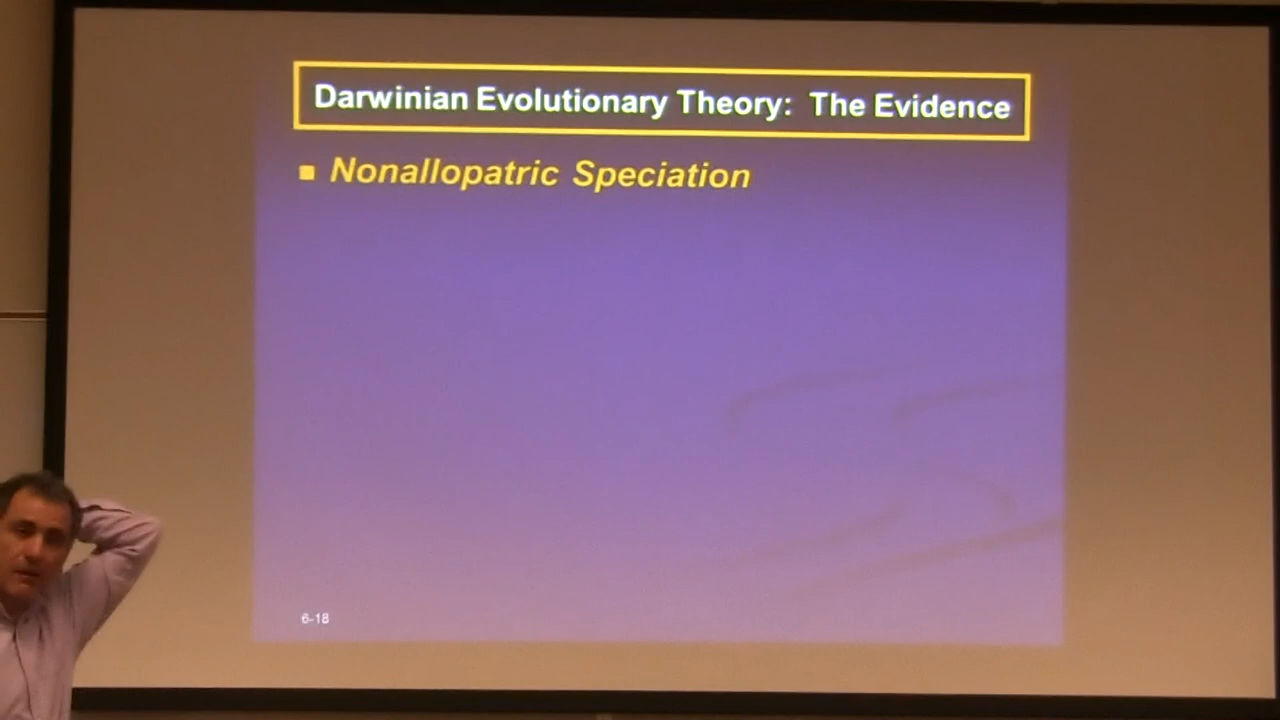 Darwinian Evolutionary Theory: The Evidence
Nonallopatric Speciation
6-18